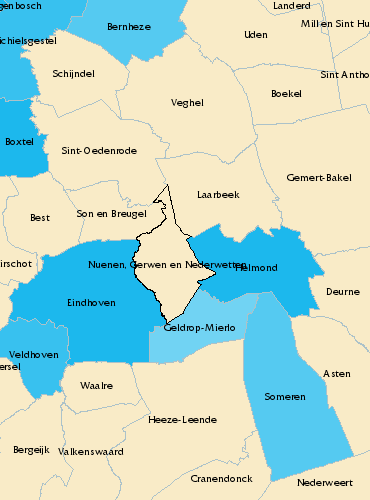 Landerd
genbosch
Bernheze
Mill en Sint Hu
Uden
ichielsgestel
Schijndel
Sint Antho
Boekel
Veghel
Boxtel
Sint-Oedenrode
Gemert-Bakel
Laarbeek
Best
Son en Breugel
irschot
Nuenen, Gerwen en Nederwetten
Helmond
Deurne
Eindhoven
Geldrop-Mierlo
Veldhoven
ersel
Asten
Waalre
Someren
Heeze-Leende
Bergeijk
Valkenswaard
Cranendonck
Nederweert